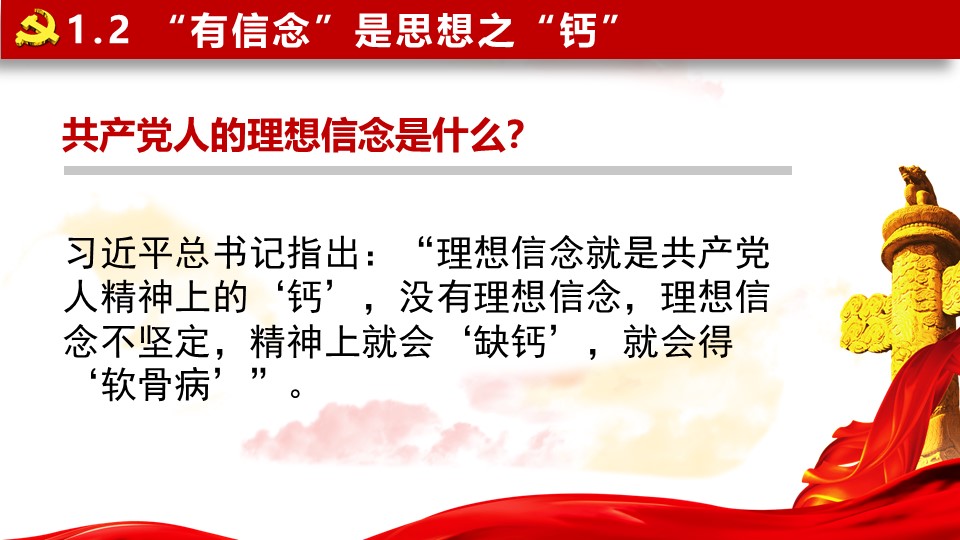 1.2 “有信念”是思想之“钙”
共产党人的理想信念是什么？
习近平总书记指出：“理想信念就是共产党
人精神上的‘钙’，没有理想信念，理想信
念不坚定，精神上就会‘缺钙’，就会得
‘软骨病’”。